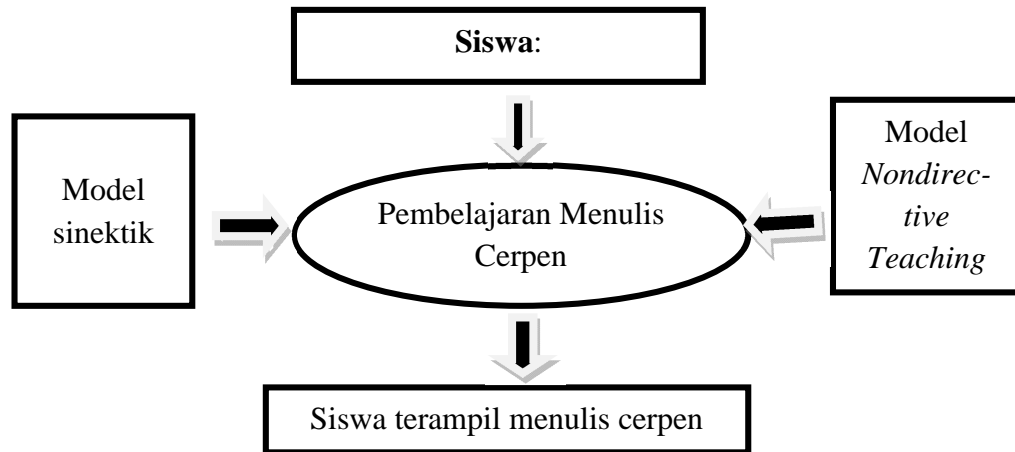 Siswa:
Model
sinektik
Pembelajaran Menulis
Cerpen
Model
Nondirec-
tive
Teaching
Siswa terampil menulis cerpen